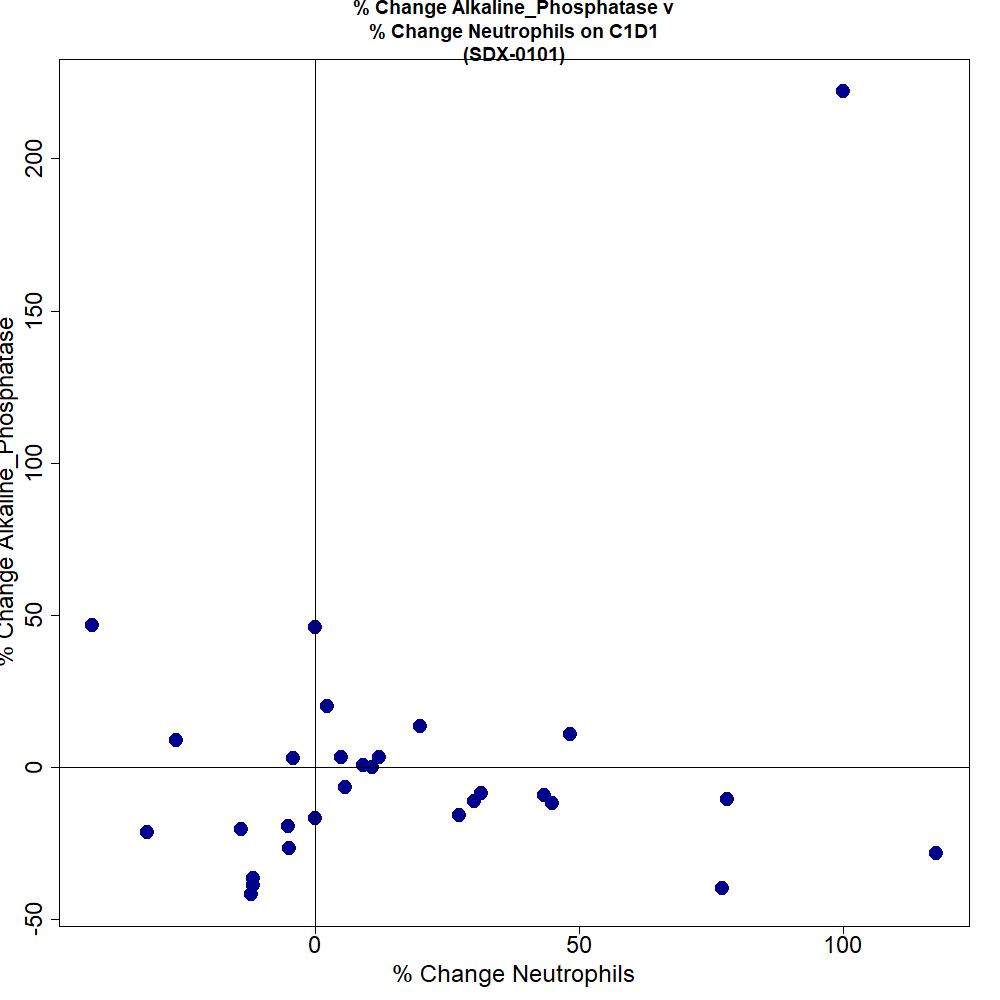 % Change Alkaline_Phosphatase v
% Change Neutrophils on C1D1
(SDX-0101)
% Change Alkaline_Phosphatase
200
150
100
50
0
-50
0 50 100
% Change Neutrophils